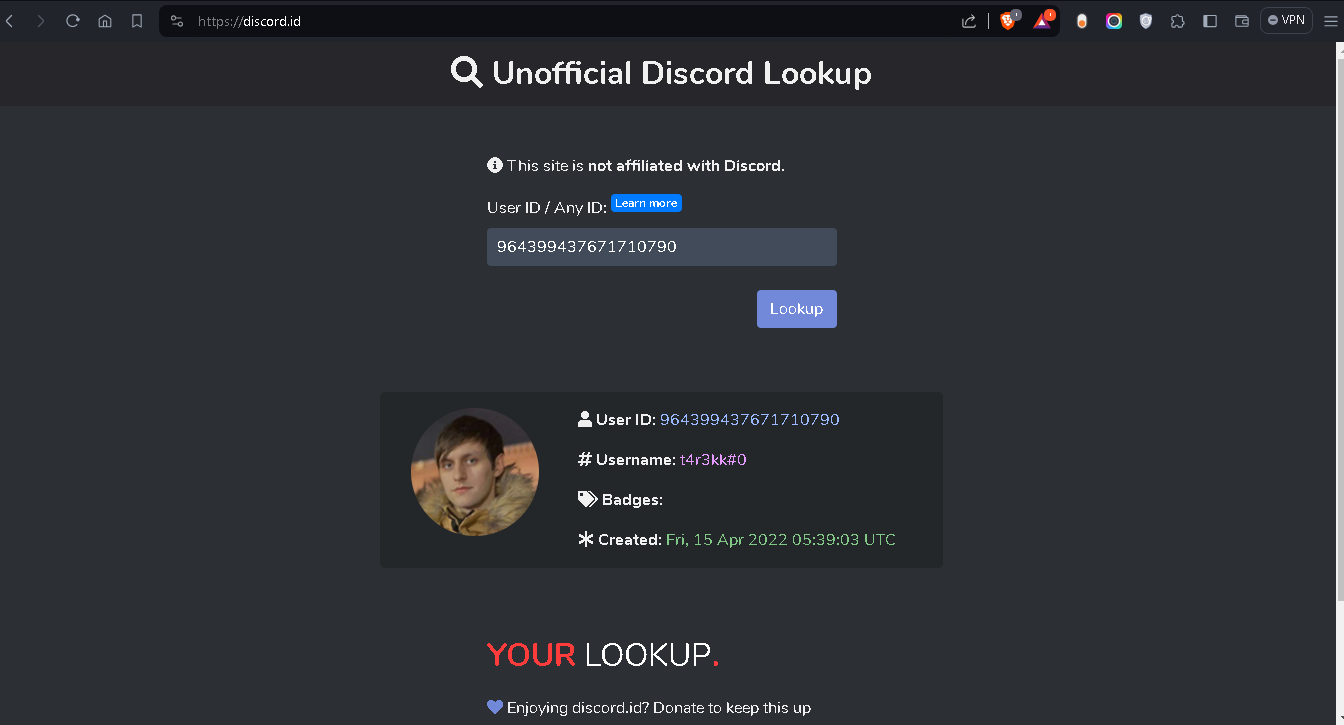 https://discord.id
VPN
Unofficial Discord Lookup
This site is not affiliated with Discord.
User ID / Any ID: Learn more
964399437671710790
Lookup
User ID: 964399437671710790
# Username: t4r3kk#0
Badges:
Created: Fri, 15 Apr 2022 05:39:03 UTC
YOUR LOOKUP.
Enjoying discord.id? Donate to keep this up